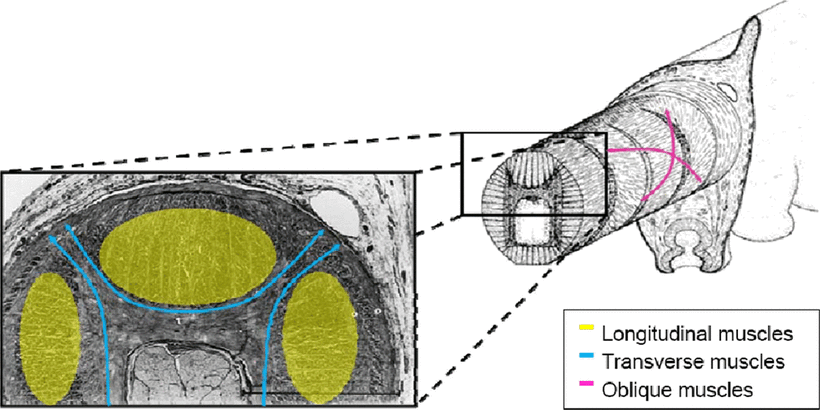 Longitudinal muscles
Transverse muscles
Oblique muscles